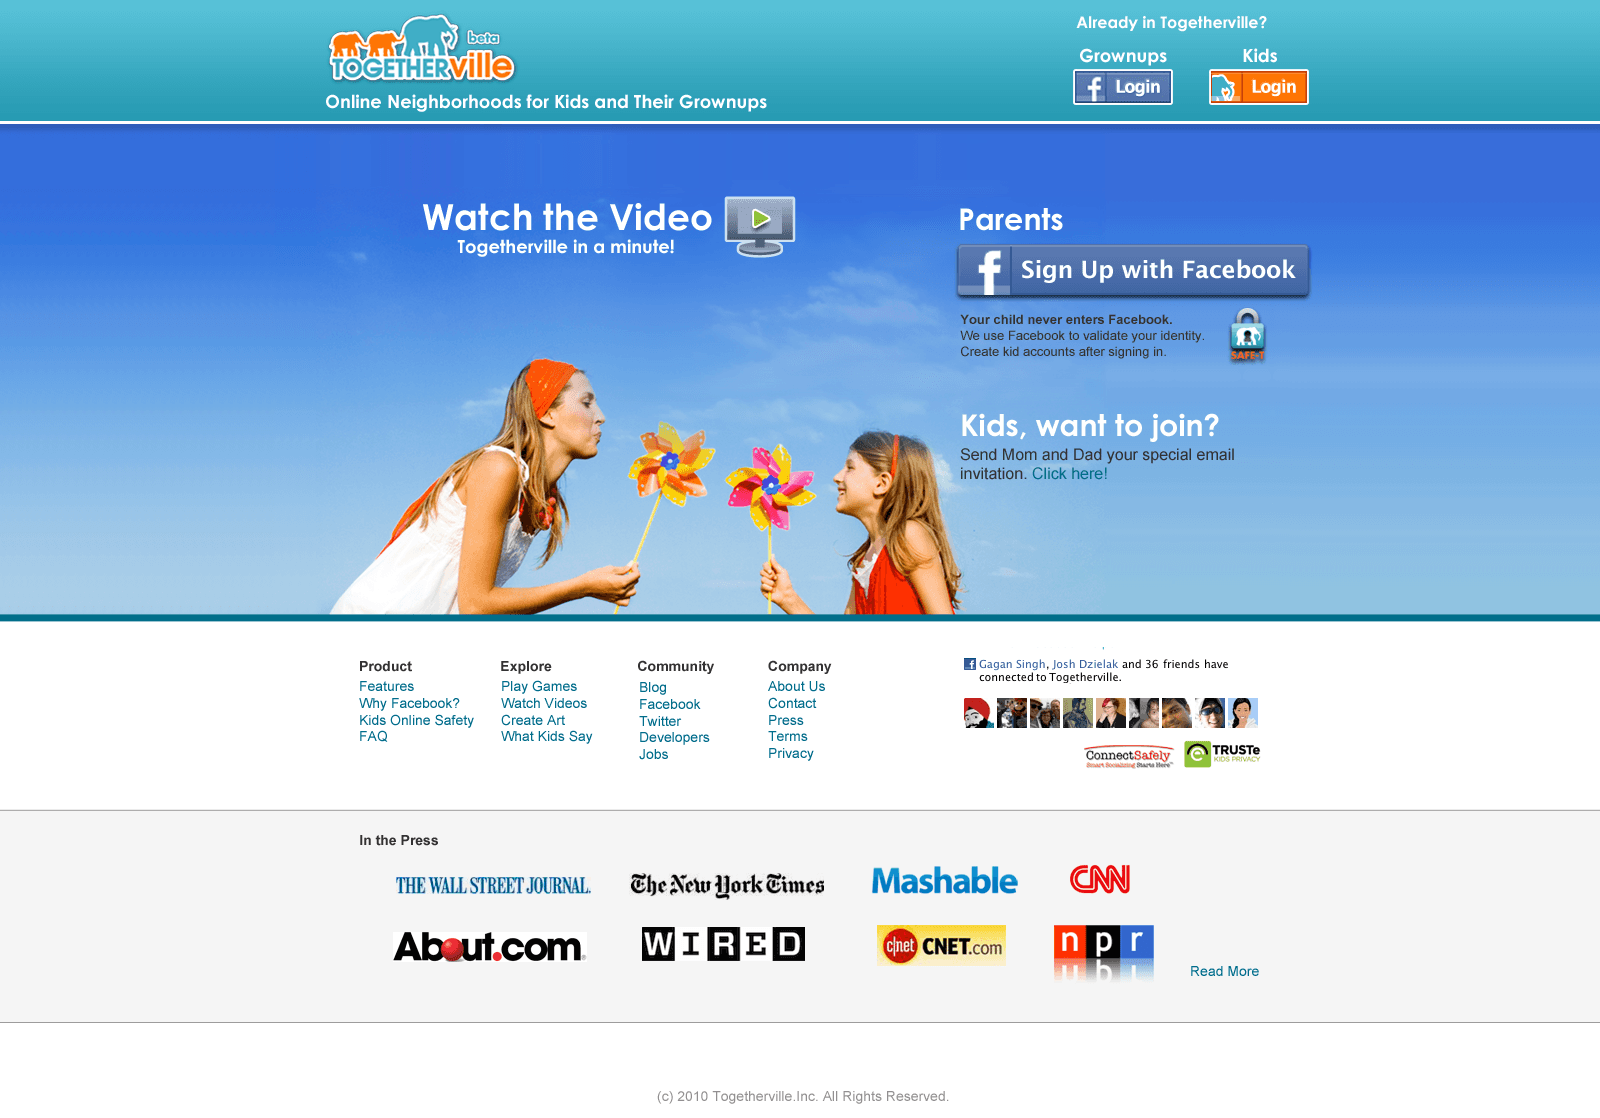 TOGETHERville
beta
Online Neighborhoods for Kids and Their Grownups
Already in Togetherville?
Grownups
Login
Kids
Login
Watch the Video
Togetherville in a minute!
Parents
f Sign Up with Facebook
Your child never enters Facebook.
We use Facebook to validate your identity.
Create kid accounts after signing in.
SAFE-T
Kids, want to join?
Send Mom and Dad your special email
invitation. Click here!
Product
Features
Why Facebook?
Kids Online Safety
FAQ
Explore
Play Games
Watch Videos
Create Art
What Kids Say
Community
Blog
Facebook
Twitter
Developers
Jobs
Company
About Us
Contact
Press
Terms
Privacy
Gagan Singh, Josh Dzielak and 36 friends have
connected to Togetherville.
ConnectSafely
Smart Socializing Starts Here™
TRUSTe
KIDS PRIVACY
In the Press
THE WALL STREET JOURNAL.
The New York Times
Mashable
CNN
About.com
WIRED
c|net CNET.com
npr
Read More
(c) 2010 Togetherville.Inc. All Rights Reserved.